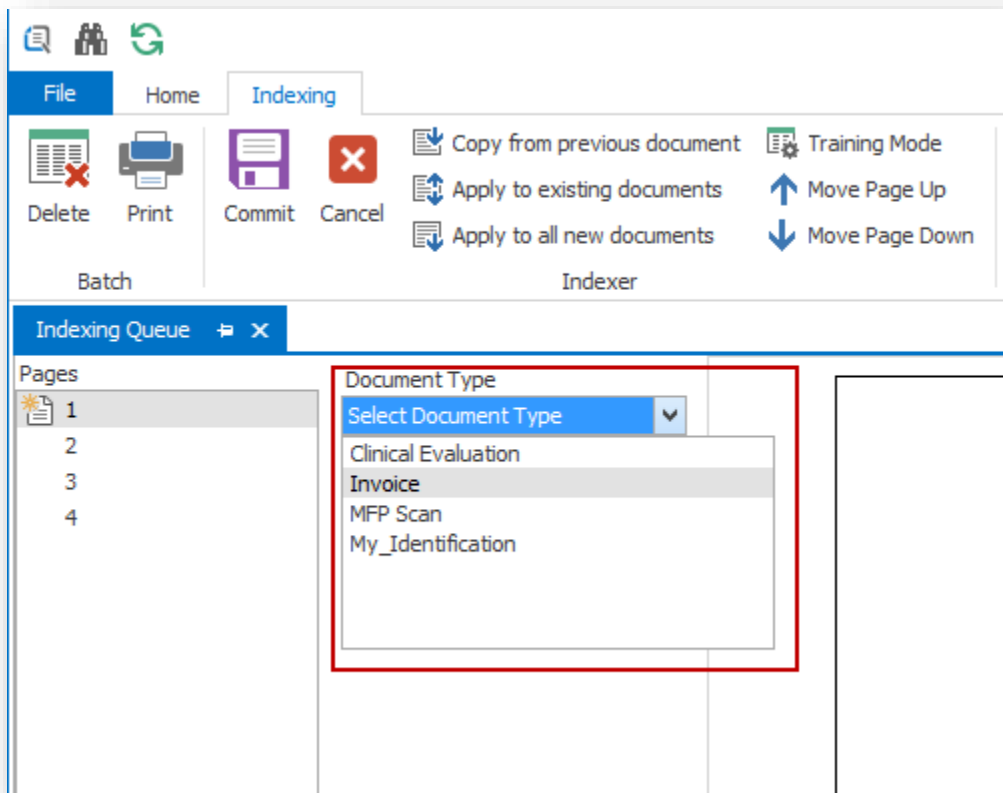 File Home Indexing
Copy from previous document Training Mode
Apply to existing documents Move Page Up
Delete Print Commit Cancel
Apply to all new documents Move Page Down
Batch Indexer
Indexing Queue
Pages
Document Type
1
Select Document Type
2
Clinical Evaluation
3
Invoice
4
MFP Scan
My_Identification